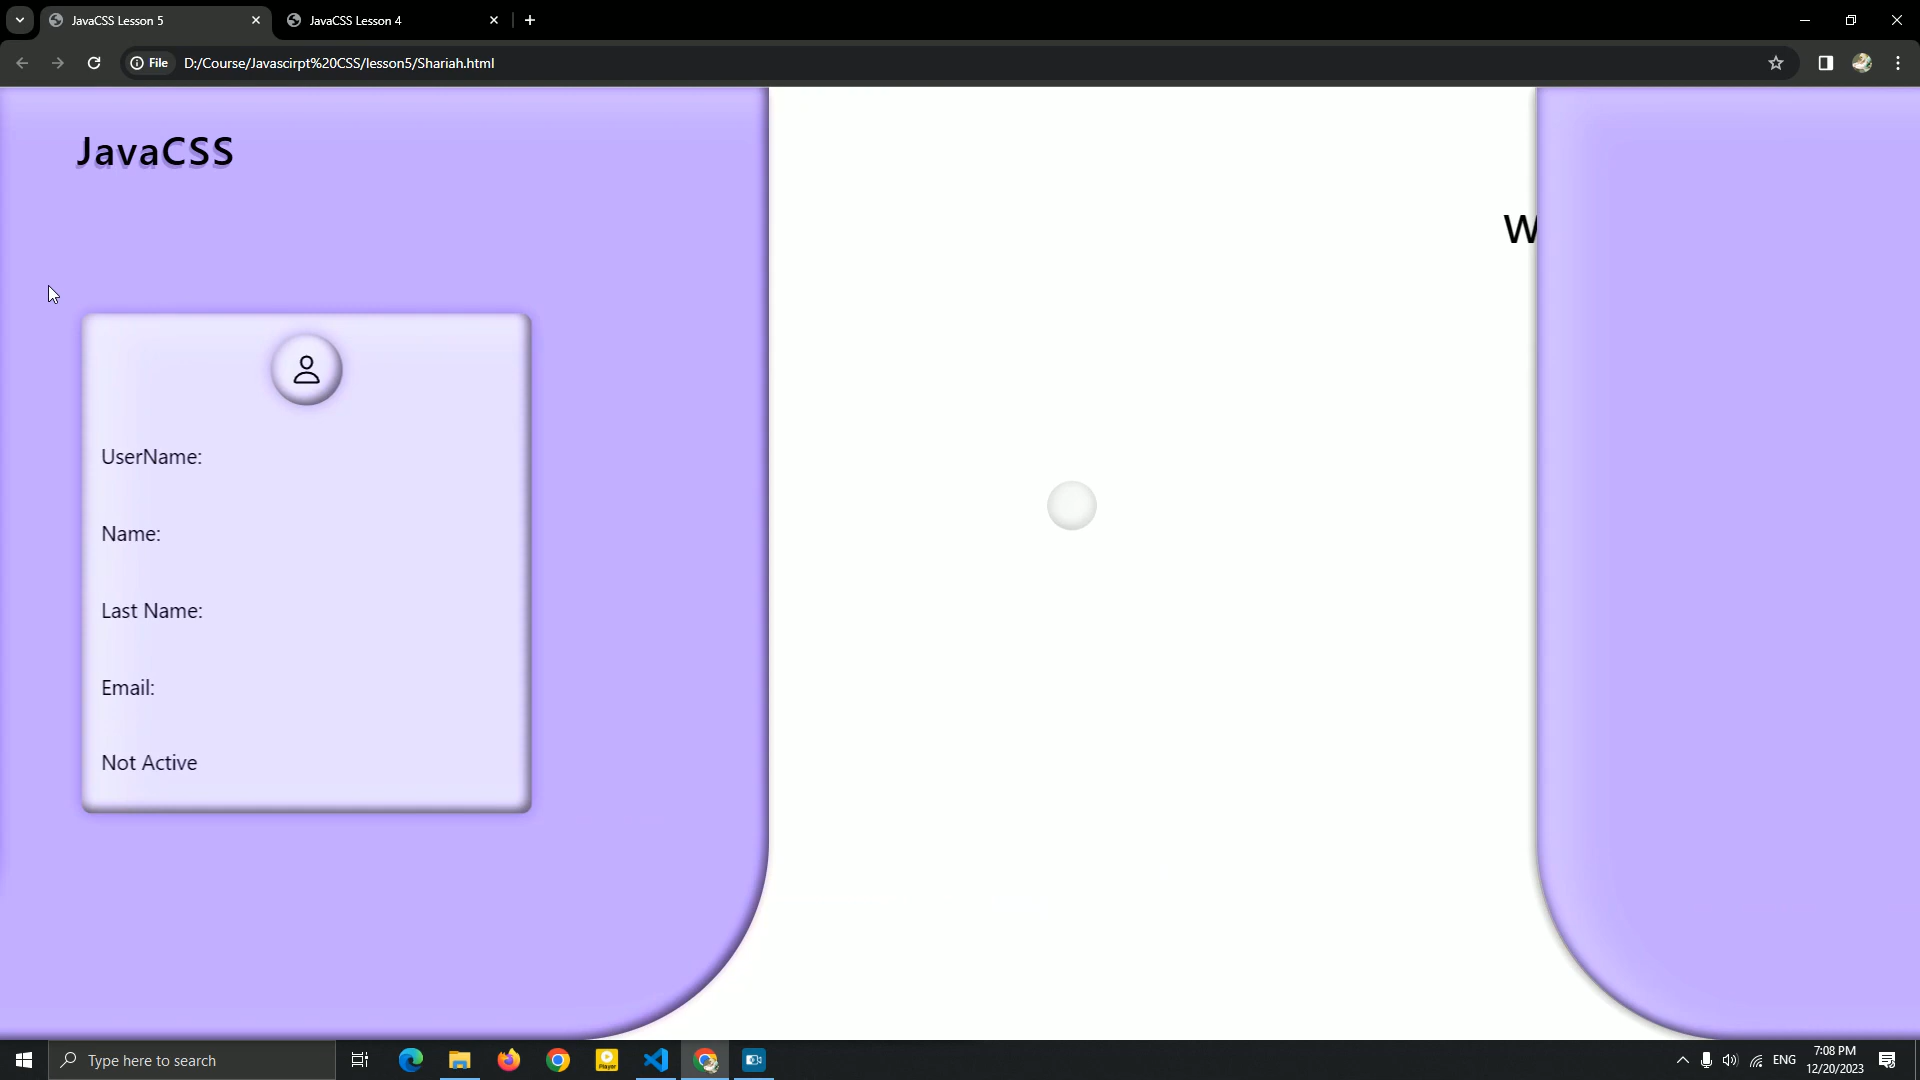 JavaCSS Lesson 5
JavaCSS Lesson 4
File
D:/Course/Javascirpt%20CSS/lesson5/Shariah.html
JavaCSS
W
UserName:
Name:
Last Name:
Email:
Not Active
Type here to search
Player
ENG
7:08 PM
12/20/2023